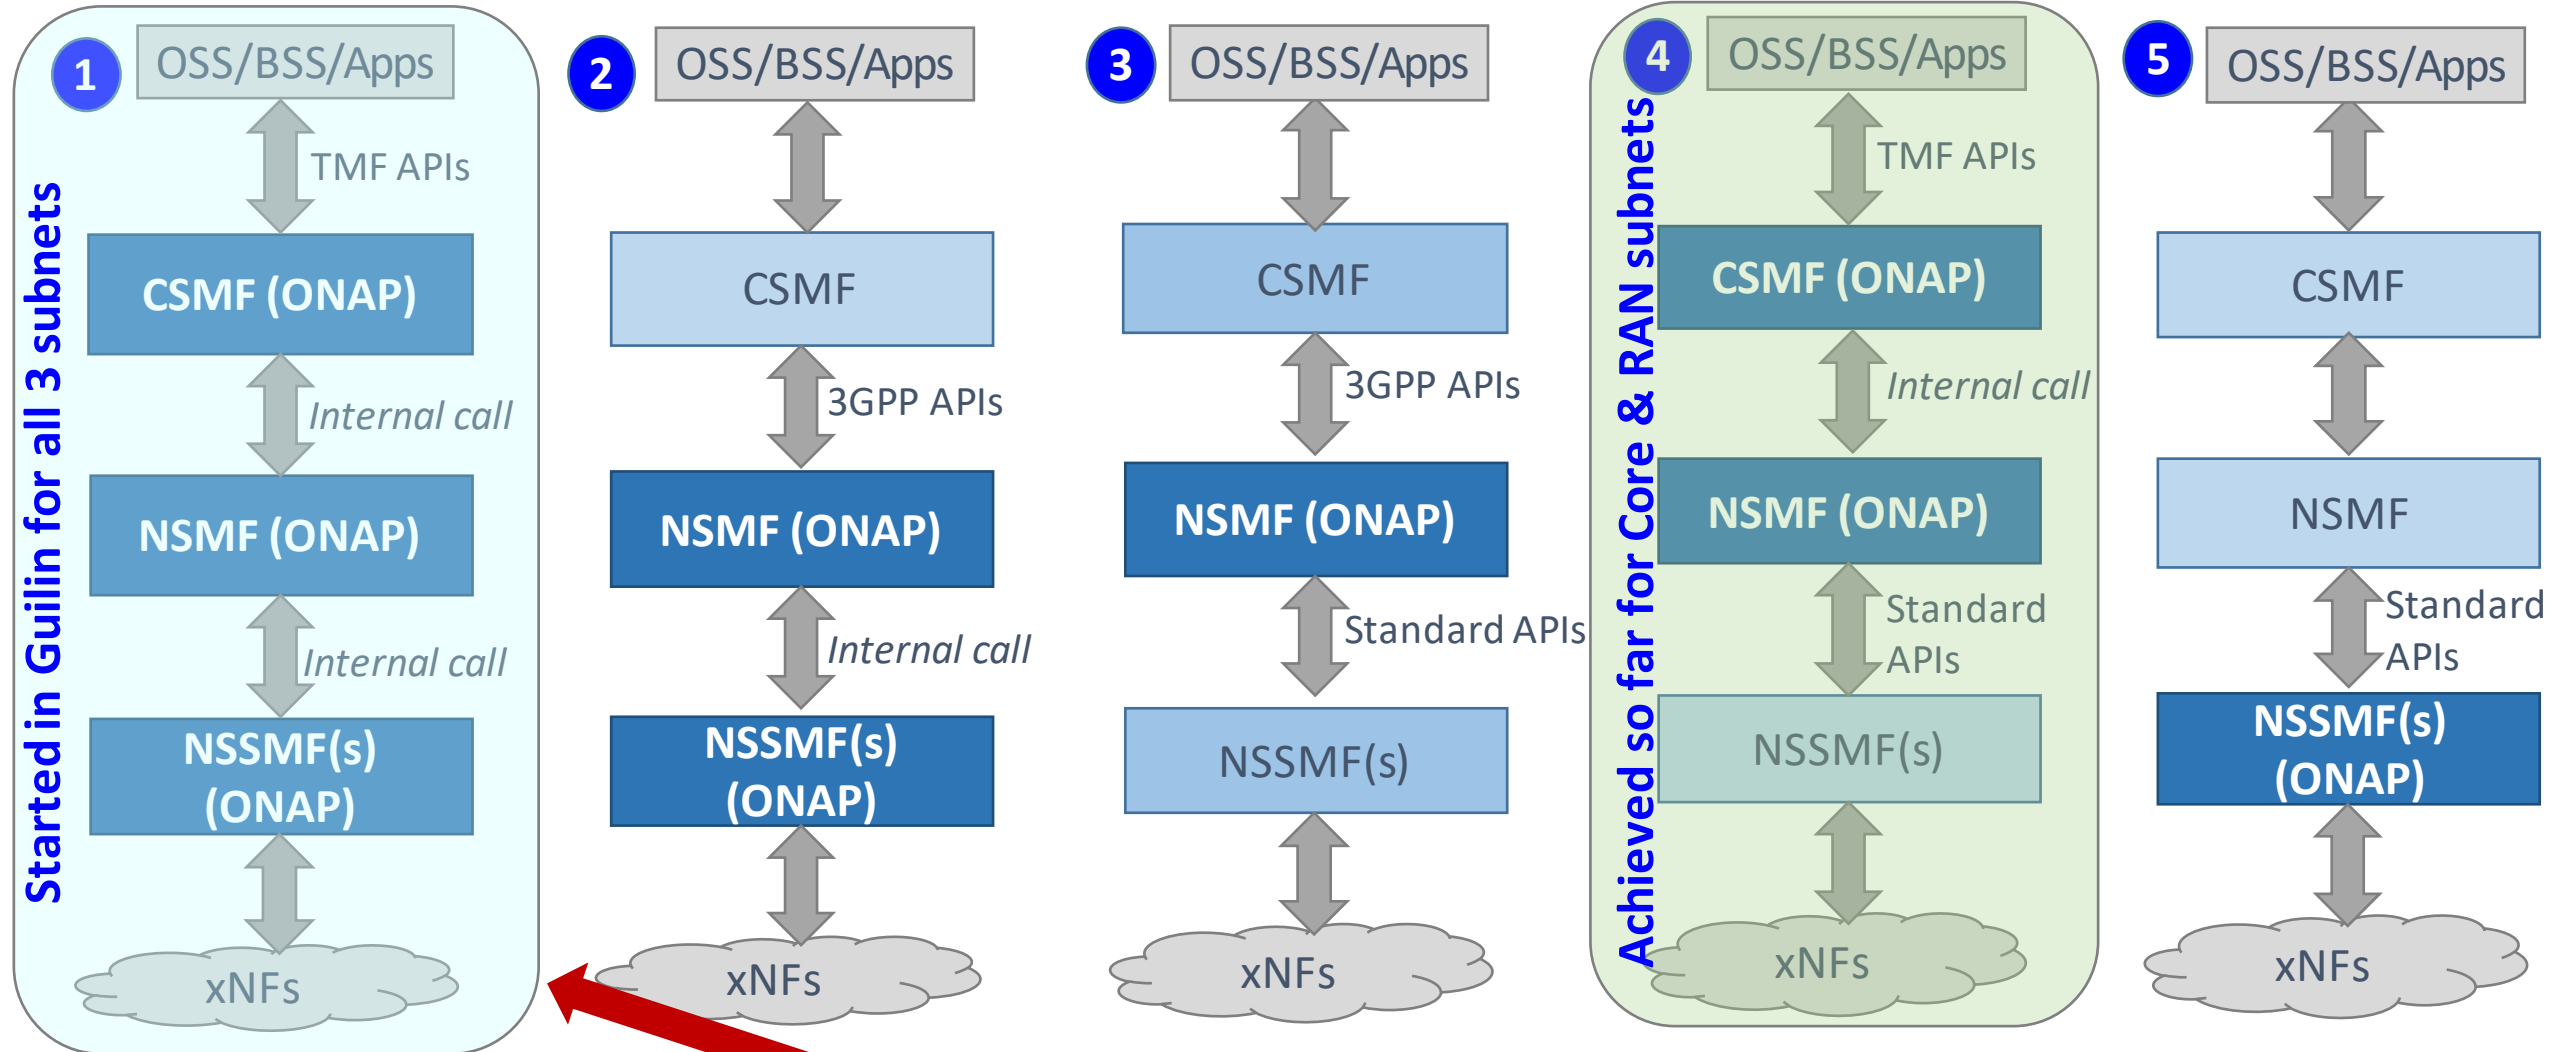 Started in Guilin for all 3 subnets
1
OSS/BSS/Apps
TMF APIs
CSMF (ONAP)
Internal call
NSMF (ONAP)
Internal call
NSSMF(s)
(ONAP)
xNFs
2
OSS/BSS/Apps
CSMF
3GPP APIs
NSMF (ONAP)
Internal call
NSSMF(s)
(ONAP)
xNFs
3
OSS/BSS/Apps
CSMF
3GPP APIs
NSMF (ONAP)
Standard APIs
NSSMF(s)
xNFs
Achieved so far for Core & RAN subnets
4
OSS/BSS/Apps
TMF APIs
CSMF (ONAP)
Internal call
NSMF (ONAP)
Standard
APIs
NSSMF(s)
xNFs
5
OSS/BSS/Apps
CSMF
NSMF
Standard
APIs
NSSMF(s)
(ONAP)
xNFs